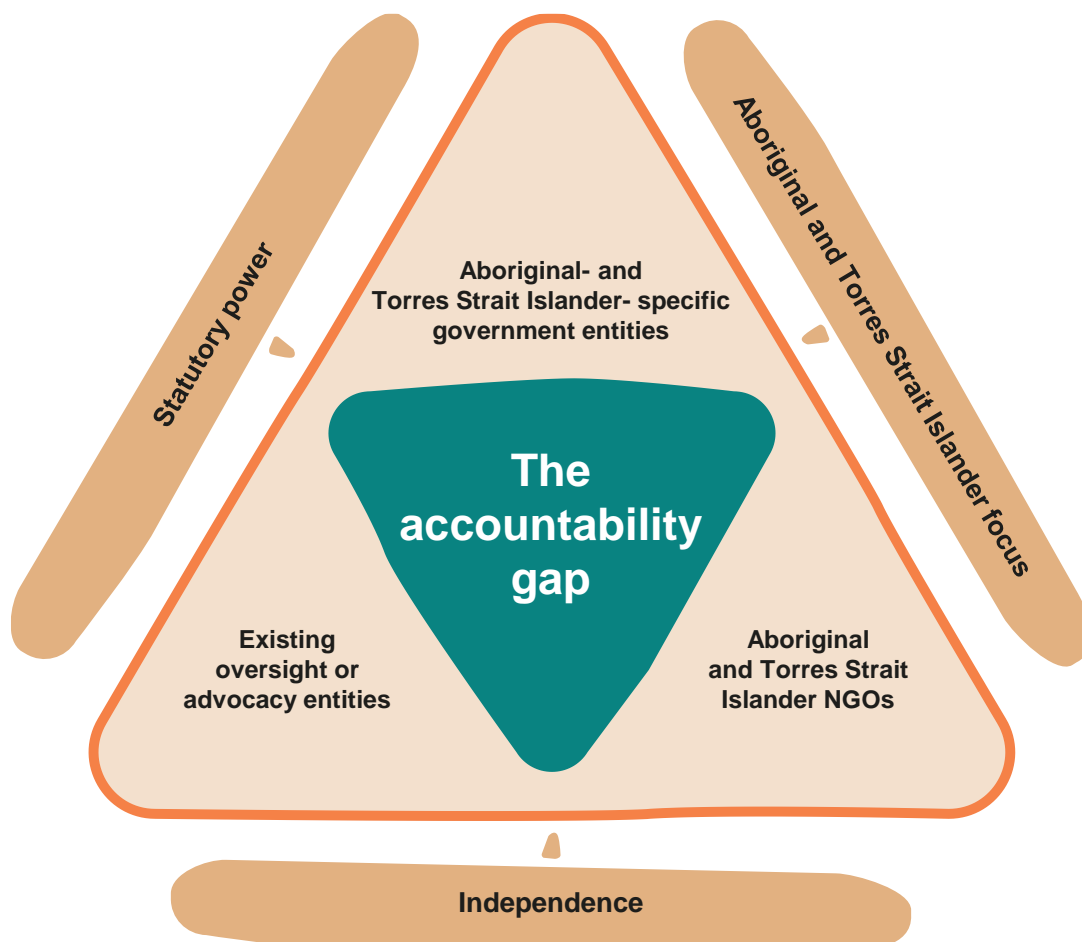 Statutory power
Aboriginal and Torres Strait Islander focus
Aboriginal- and
Torres Strait Islander- specific
government entities
The
accountability
gap
Existing
oversight or
advocacy entities
Aboriginal
and Torres Strait
Islander NGOs
Independence